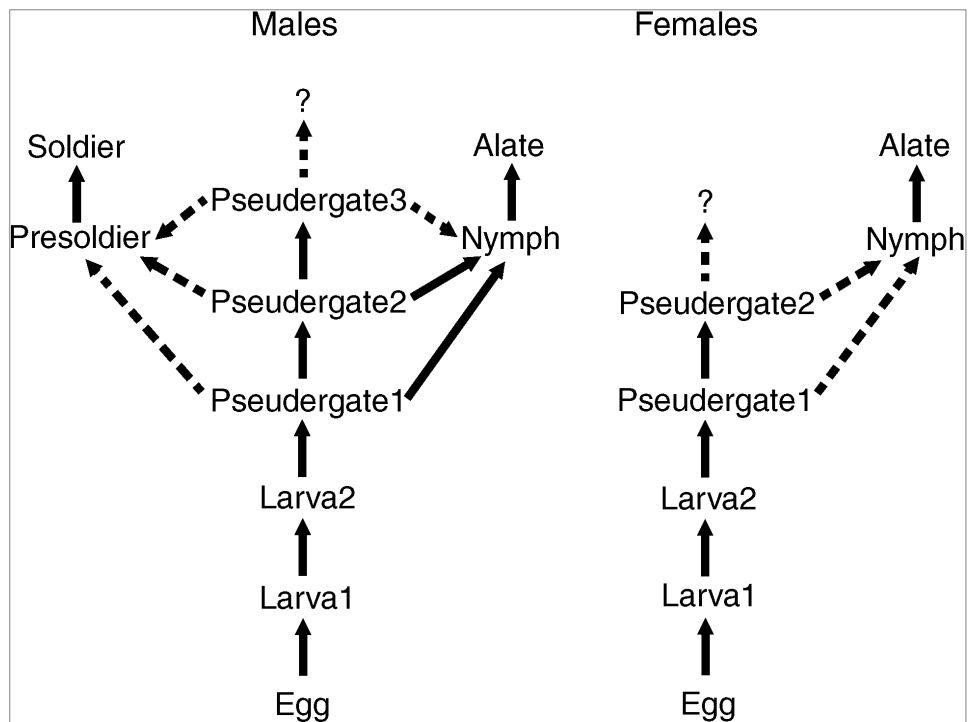 Males
Females
?
Soldier
Alate
Alate
Pseudergate3
?
Presoldier
Nymph
Nymph
Pseudergate2
Pseudergate2
Pseudergate1
Pseudergate1
Larva2
Larva2
Larva1
Larva1
Egg
Egg